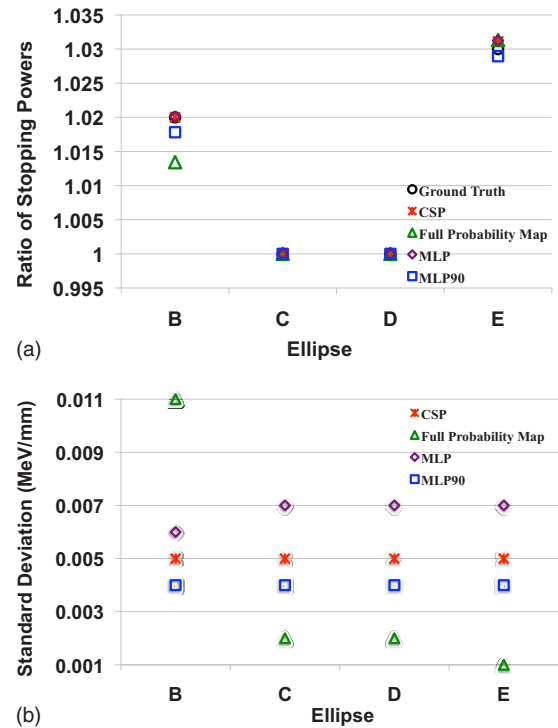 Ratio of Stopping Powers
1.035
1.03
1.025
1.02
1.015
1.01
1.005
1
0.995
Ground Truth
CSP
Full Probability Map
MLP
MLP90
B C D E
Ellipse
(a)
Standard Deviation (MeV/mm)
0.011
0.009
0.007
0.005
0.003
0.001
CSP
Full Probability Map
MLP
MLP90
B C D E
Ellipse
(b)